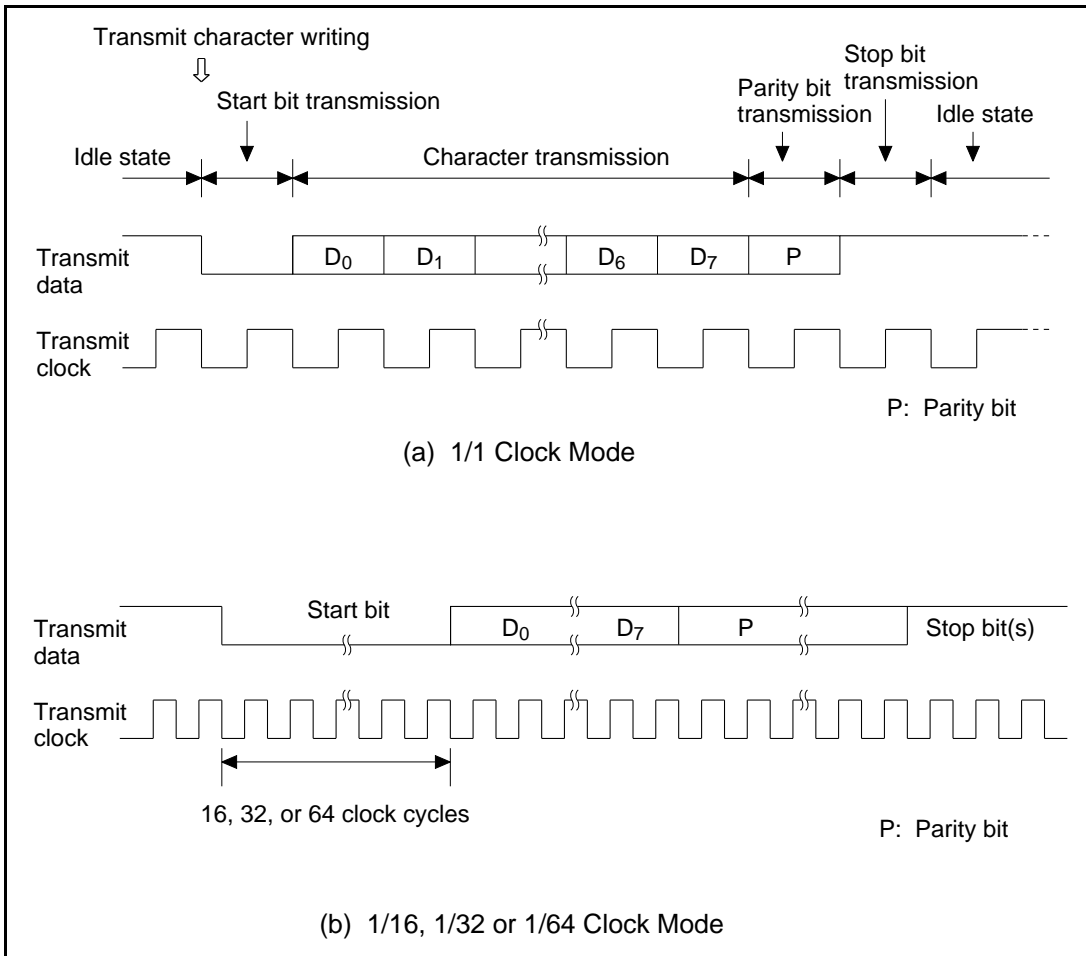 Transmit character writing
Start bit transmission
Parity bit
transmission
Stop bit
transmission
Idle state
Idle state
Character transmission
Transmit
data
D0
D1
D6
D7
P
Transmit
clock
P: Parity bit
(a) 1/1 Clock Mode
Transmit
data
Start bit
D0
D7
P
Stop bit(s)
Transmit
clock
16, 32, or 64 clock cycles
P: Parity bit
(b) 1/16, 1/32 or 1/64 Clock Mode